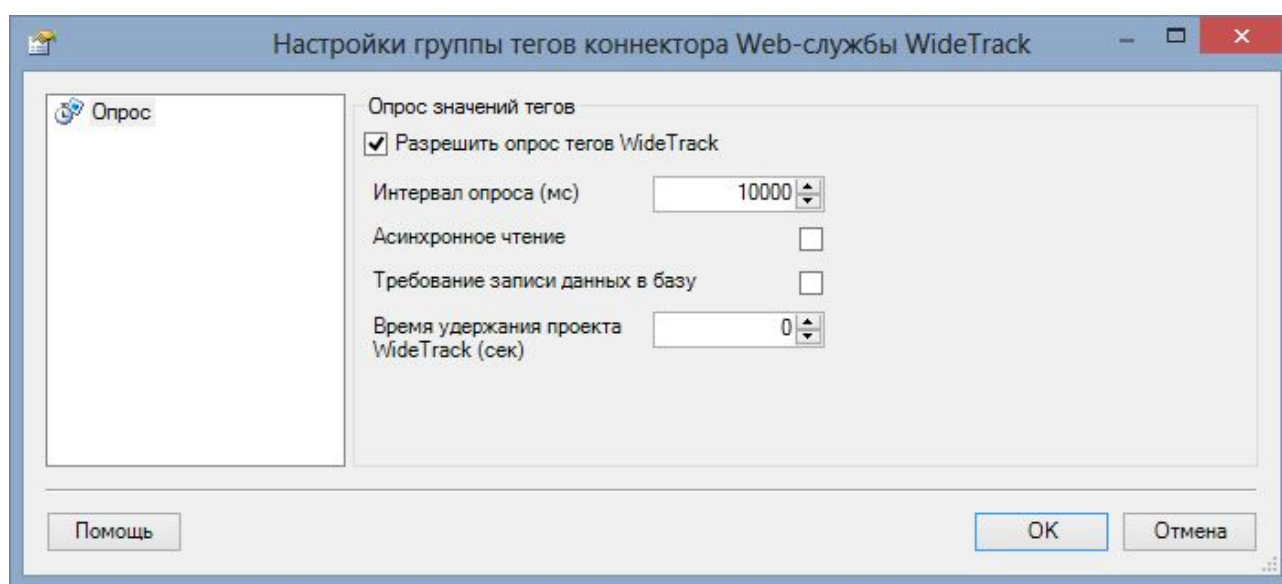 Настройки группы тегов коннектора Web-службы WideTrack
Опрос
Опрос значений тегов
Разрешить опрос тегов WideTrack
Интервал опроса (мс) 10000
Асинхронное чтение
Требование записи данных в базу
Время удержания проекта 0
WideTrack (сек)
Помощь OK Отмена